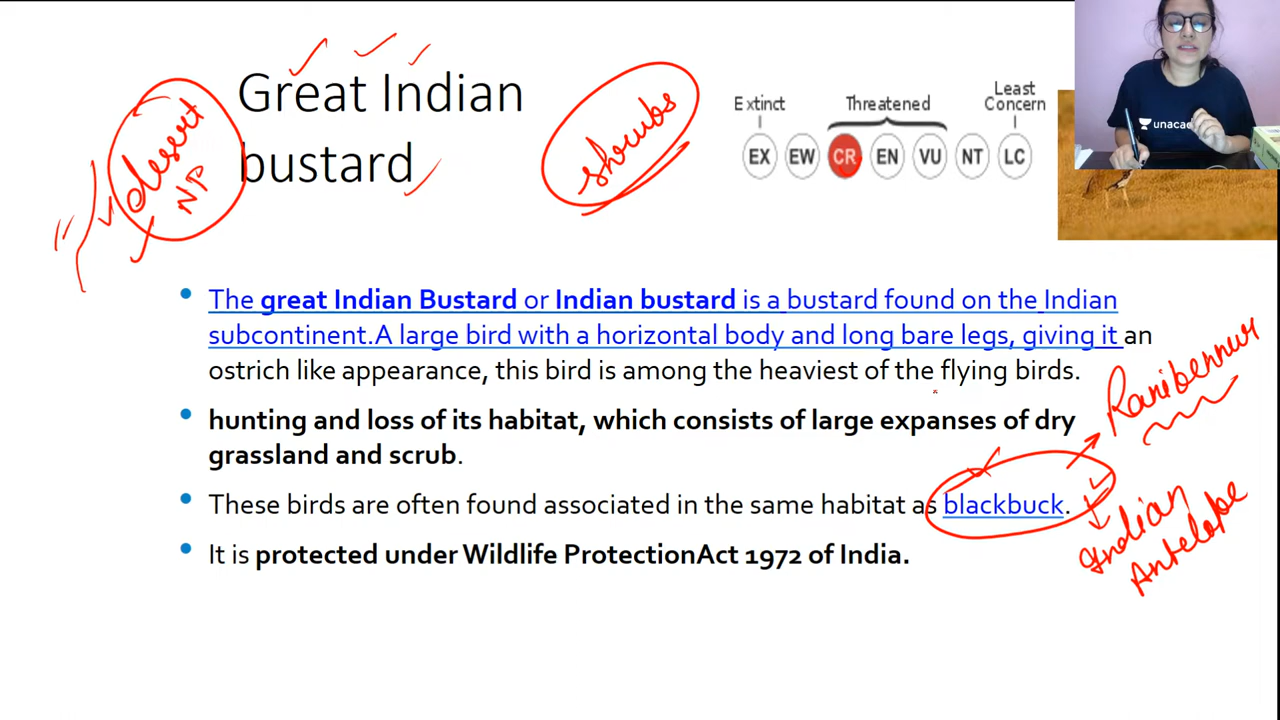 Great Indian
bustard
desert
NP
shrubs
Extinct
Threatened
Least
Concern
EX EW CR EN VU NT LC
unaca
The great Indian Bustard or Indian bustard is a bustard found on the Indian
subcontinent.A large bird with a horizontal body and long bare legs, giving it an
ostrich like appearance, this bird is among the heaviest of the flying birds.
hunting and loss of its habitat, which consists of large expanses of dry
grassland and scrub.
These birds are often found associated in the same habitat as blackbuck.
It is protected under Wildlife ProtectionAct 1972 of India.
Ranibennur
Indian
Antelope